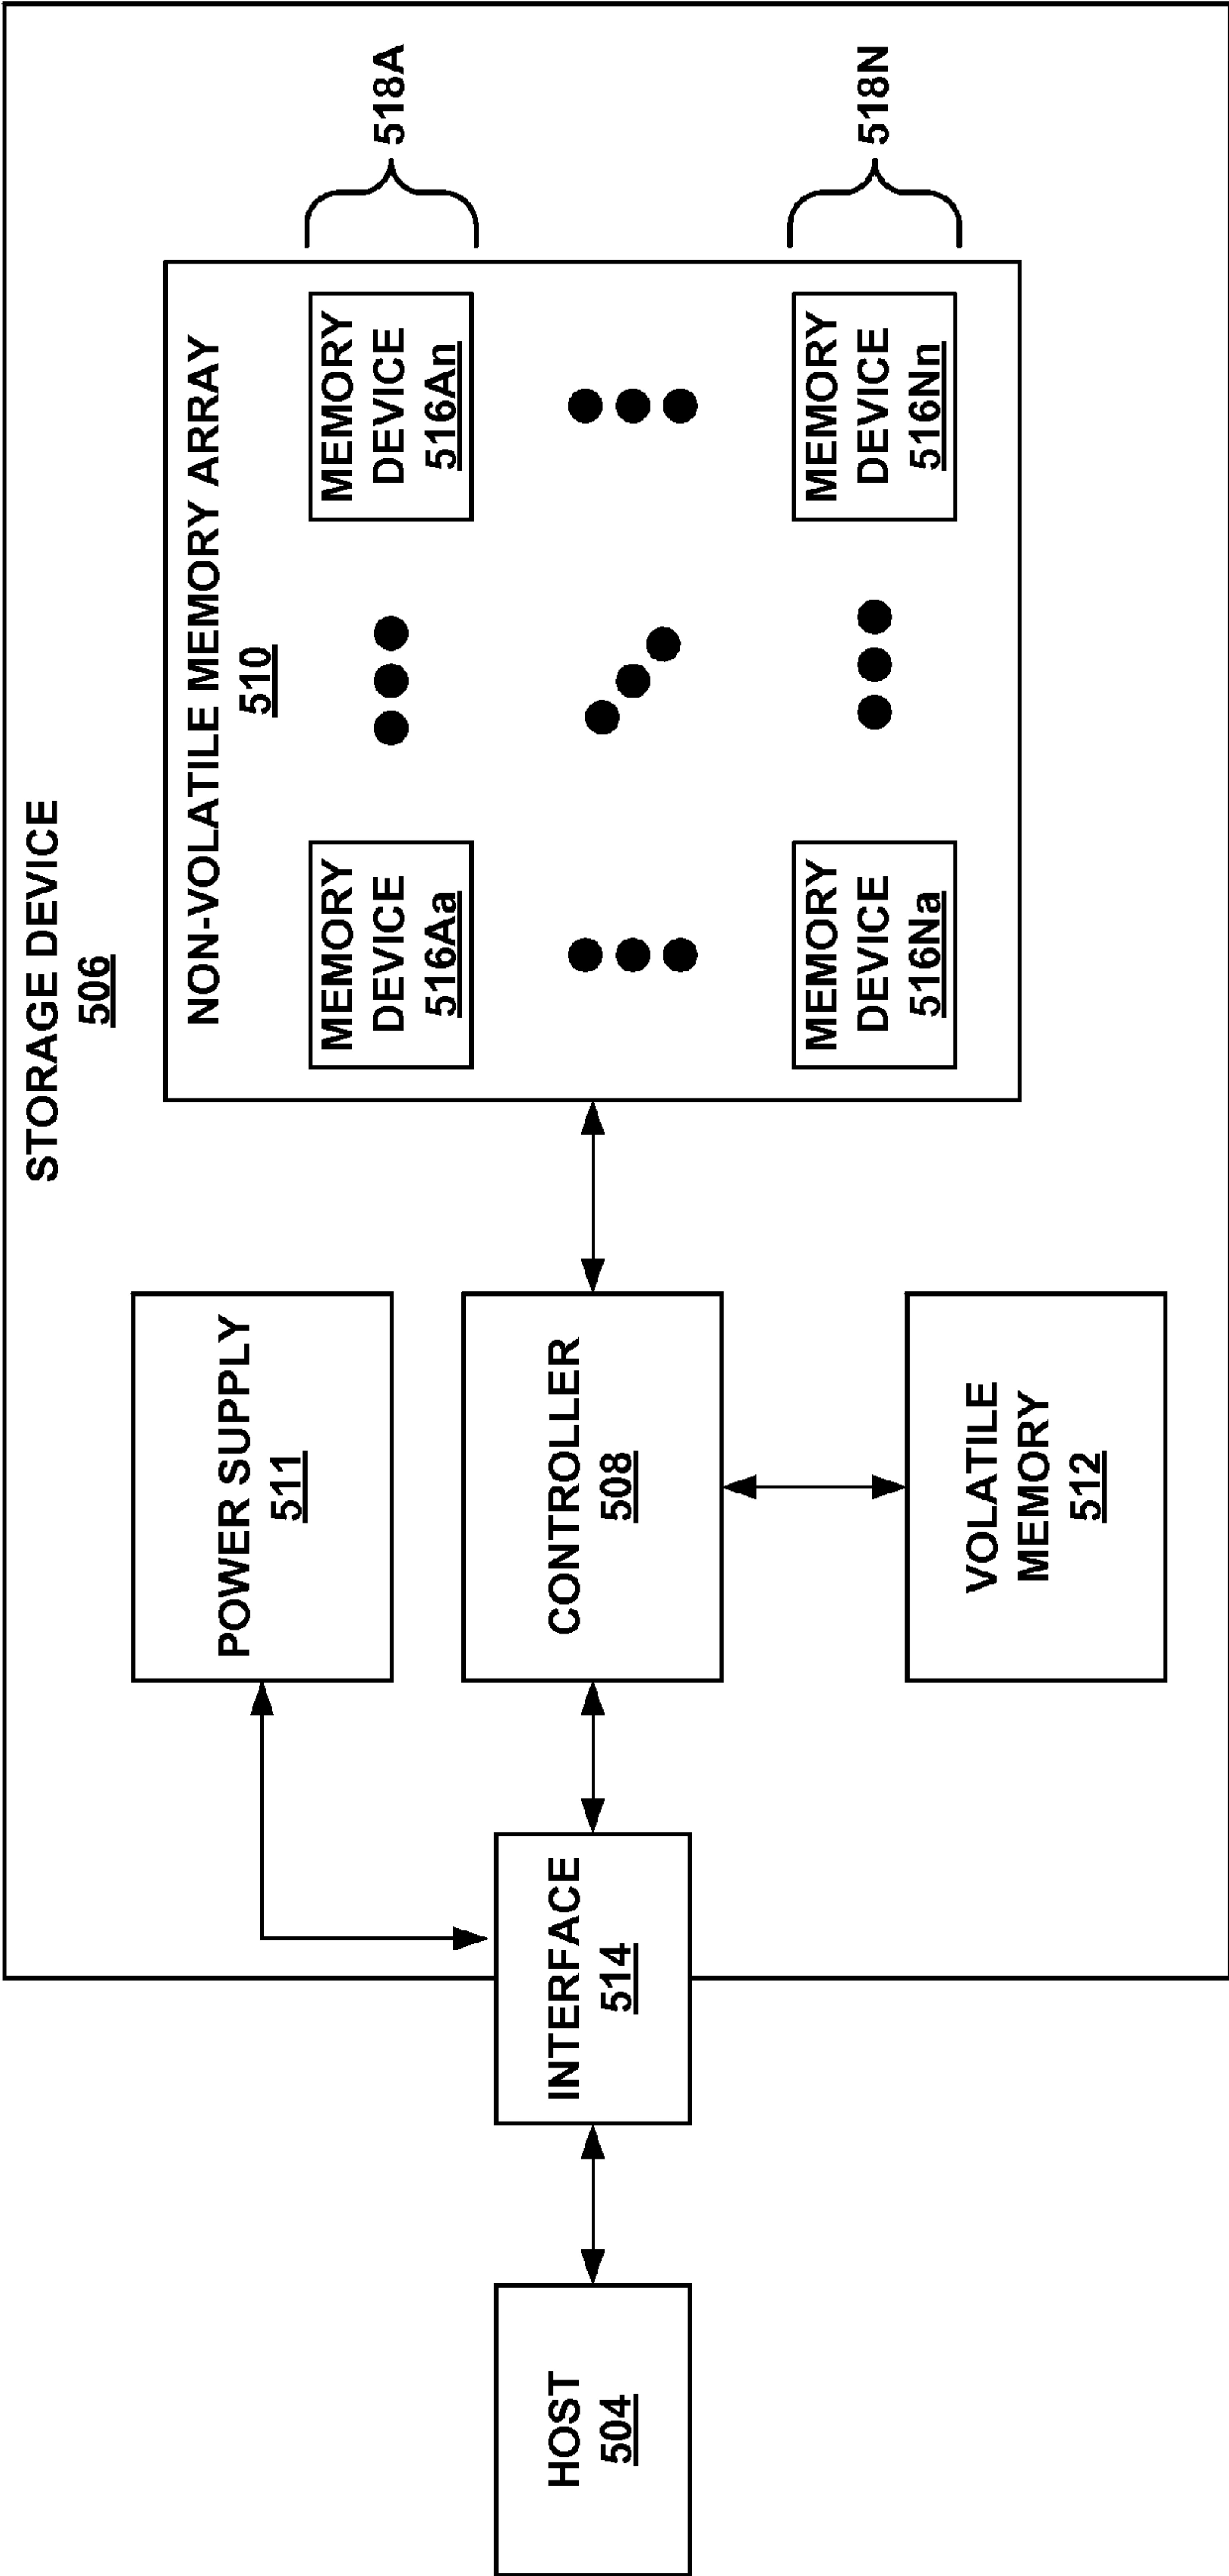 STORAGE DEVICE
506
NON-VOLATILE MEMORY ARRAY
510
POWER SUPPLY
511
HOST
504
INTERFACE
514
CONTROLLER
508
VOLATILE
MEMORY
512
MEMORY
DEVICE
516Aa
MEMORY
DEVICE
516An
518A
MEMORY
DEVICE
516Na
MEMORY
DEVICE
516Nn
518N